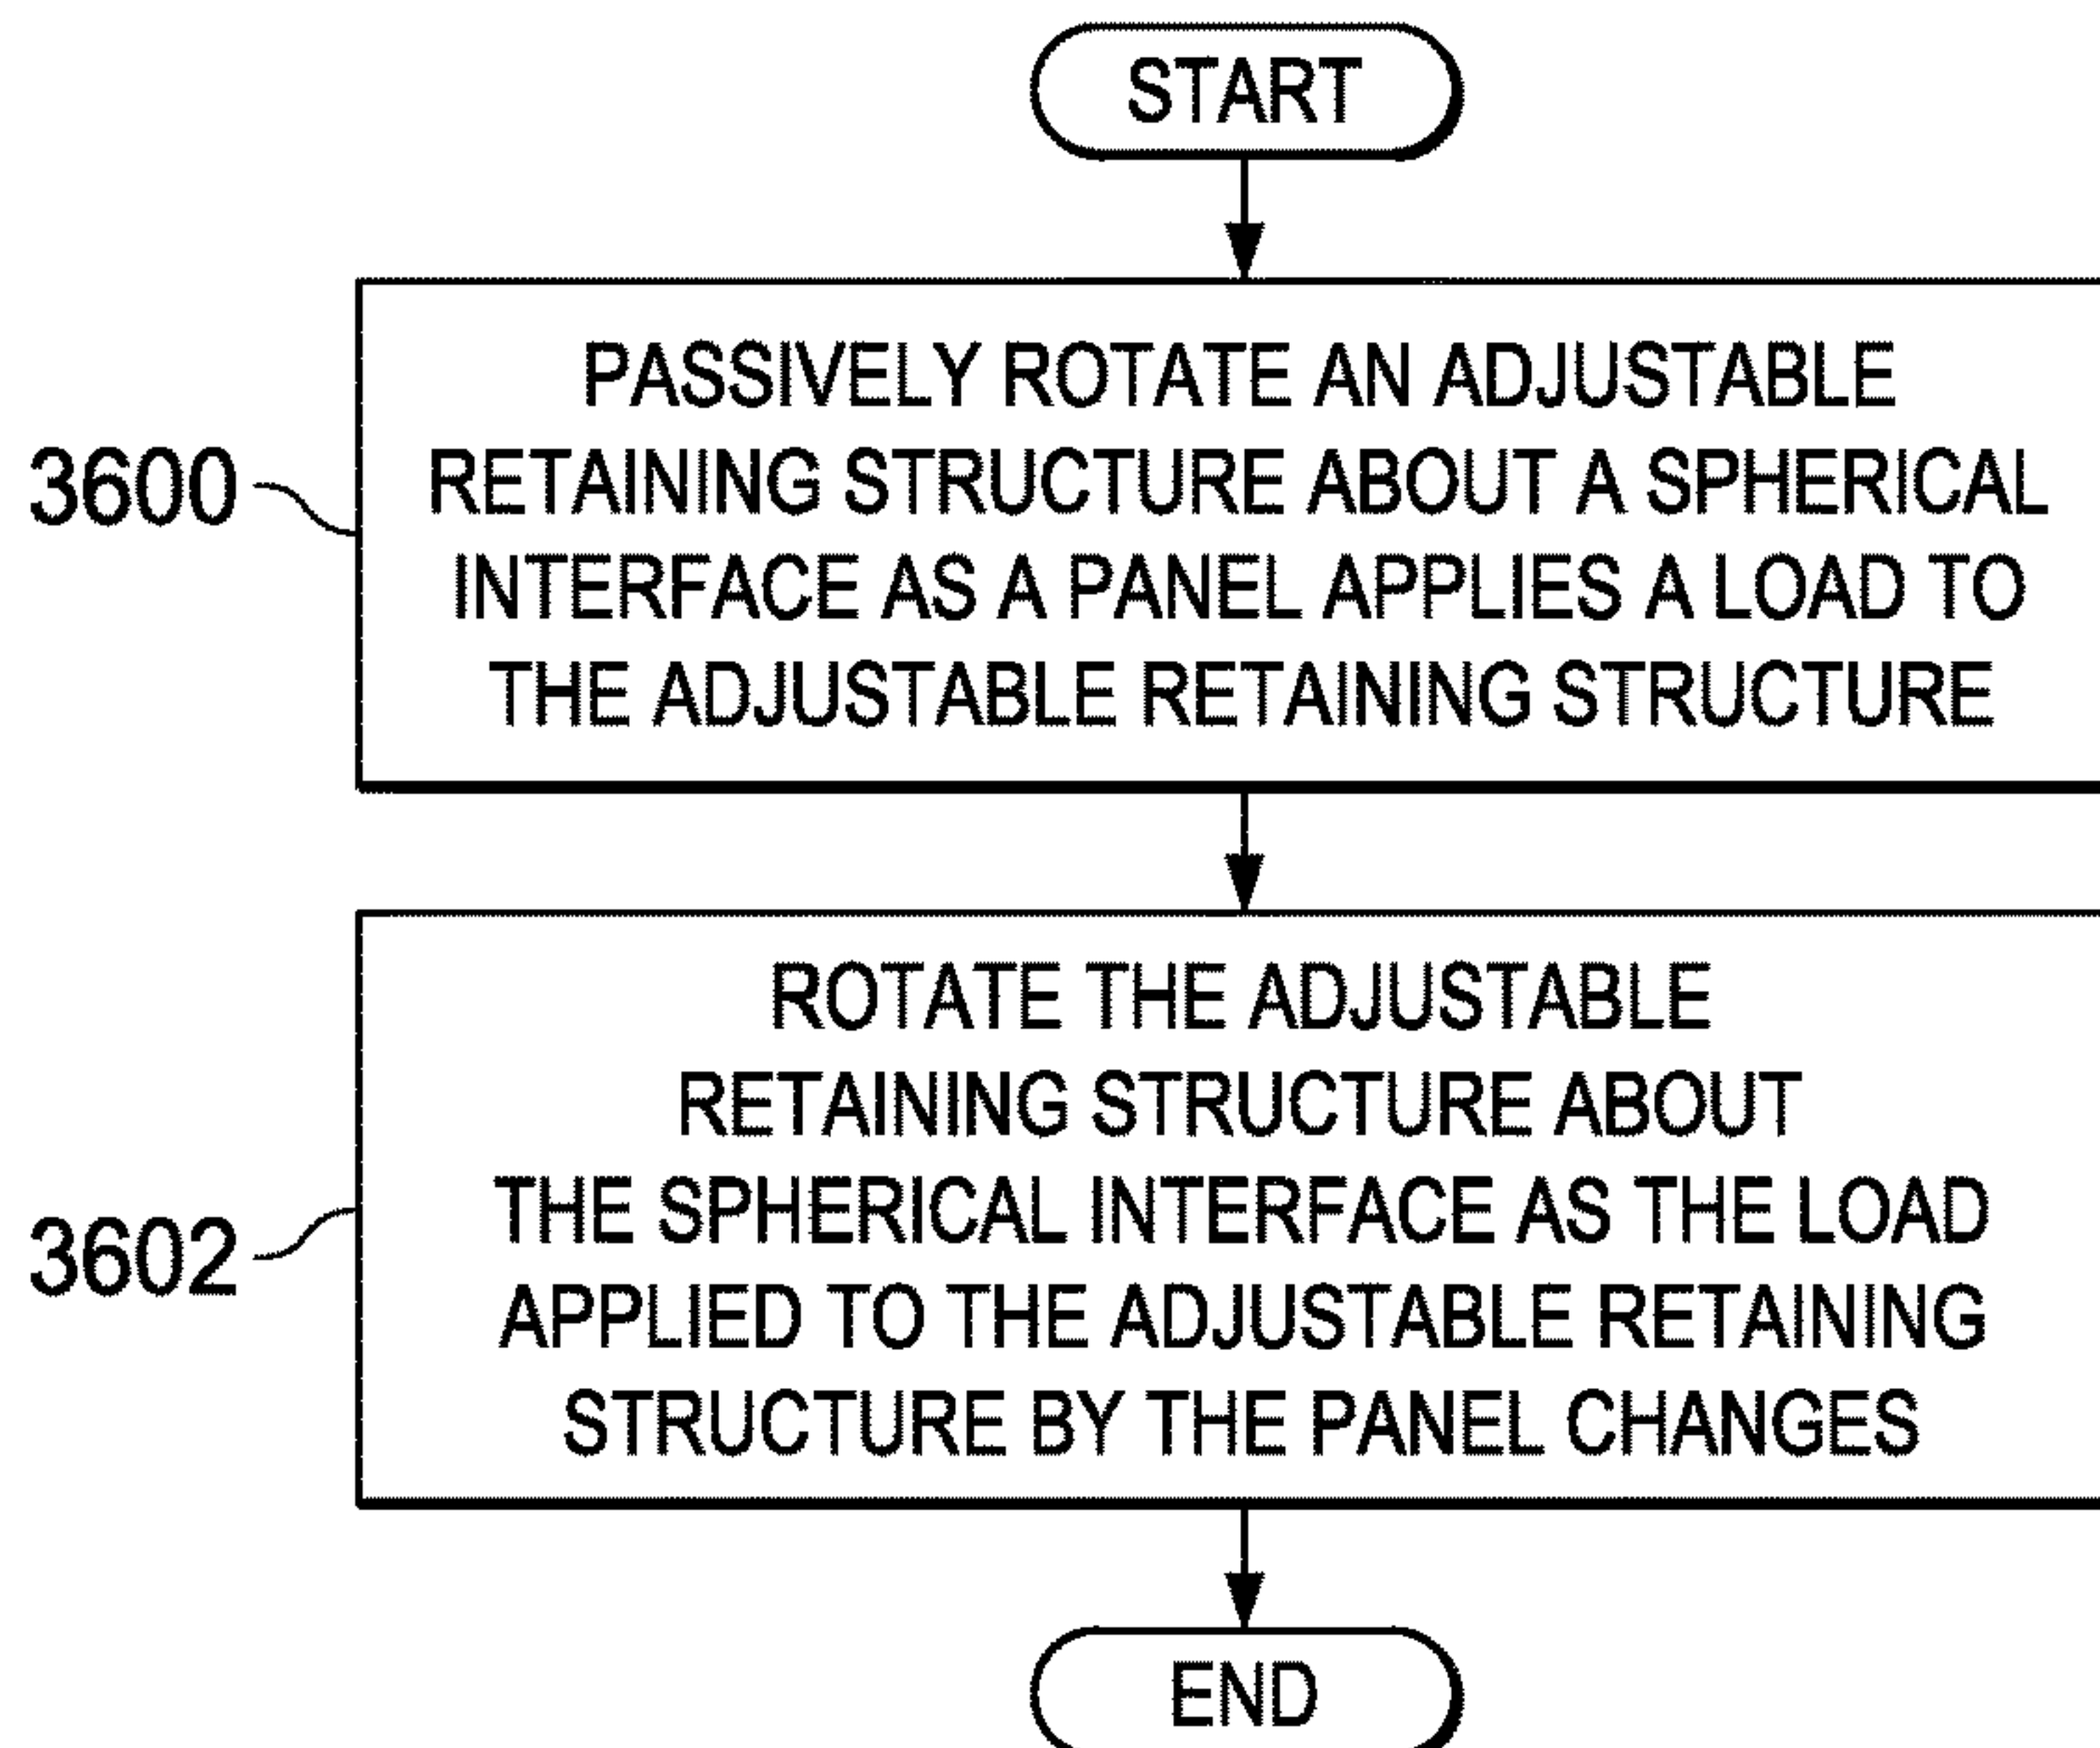 START
PASSIVELY ROTATE AN ADJUSTABLE
RETAINING STRUCTURE ABOUT A SPHERICAL
INTERFACE AS A PANEL APPLIES A LOAD TO
THE ADJUSTABLE RETAINING STRUCTURE
3600
ROTATE THE ADJUSTABLE
RETAINING STRUCTURE ABOUT
THE SPHERICAL INTERFACE AS THE LOAD
APPLIED TO THE ADJUSTABLE RETAINING
STRUCTURE BY THE PANEL CHANGES
3602
END